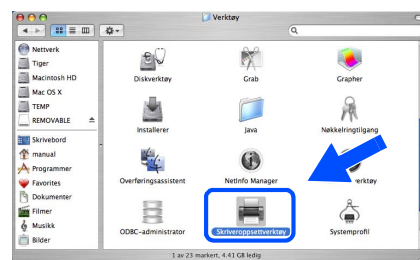 Verktøy
Nettverk
Tiger
Macintosh HD
Mac OS X
TEMP
REMOVABLE
Skrivebord
manual
Programmer
Favorites
Dokumenter
Filmer
Musikk
Bilder
Diskverktøy
Grab
Grapher
Installerer
Java
Nøkkelringtilgang
Overføringsassistent
NetInfo Manager
verktøy
ODBC-administrator
Skriveroppsettverktøy
Systemprofil
1 av 23 markert, 4.41 GB ledig